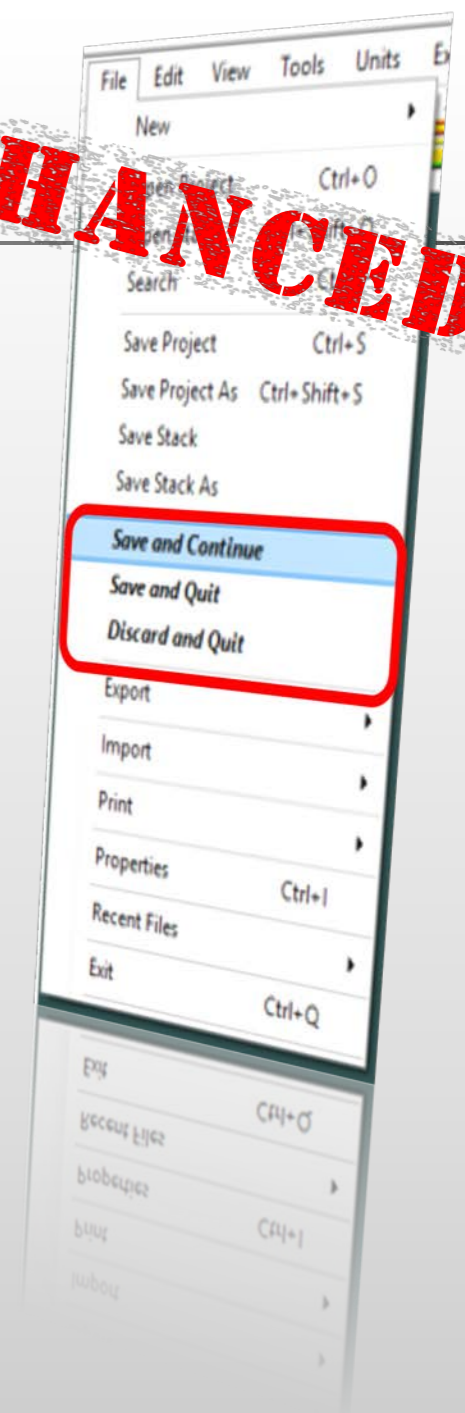 File Edit View Tools Units
New
HANCED
Open Project Ctrl+O
Search
Save Project Ctrl+S
Save Project As Ctrl+Shift+S
Save Stack
Save Stack As
Save and Continue
Save and Quit
Discard and Quit
Export
Import
Print
Properties Ctrl+I
Recent Files
Exit Ctrl+Q